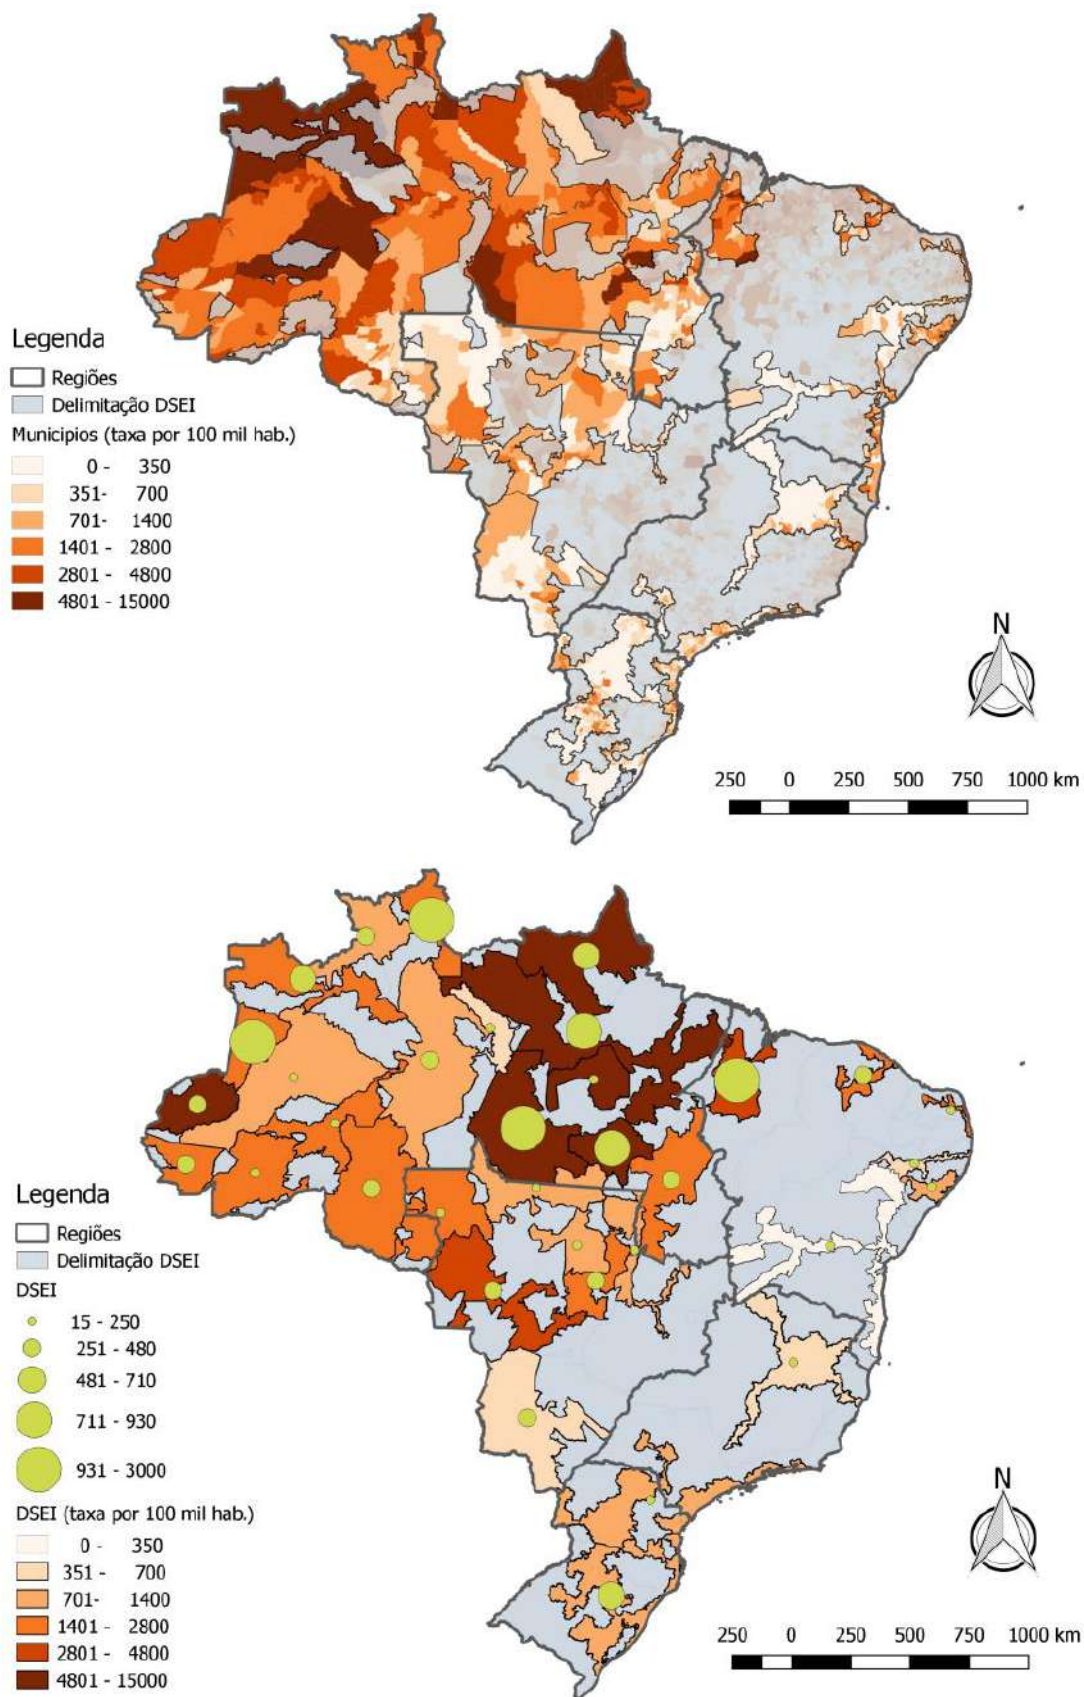 Legenda
Regiões
Delimitação DSEI
Municipios (taxa por 100 mil hab.)
0 - 350
351- 700
701- 1400
1401 - 2800
2801 - 4800
4801 - 15000
N
250 0 250 500 750 1000 km
Legenda
Regiões
Delimitação DSEI
DSEI
15 - 250
251 - 480
481 - 710
711 - 930
931 - 3000
DSEI (taxa por 100 mil hab.)
0 - 350
351 - 700
701- 1400
1401 - 2800
2801 - 4800
4801 - 15000
N
250 0 250 500 750 1000 km